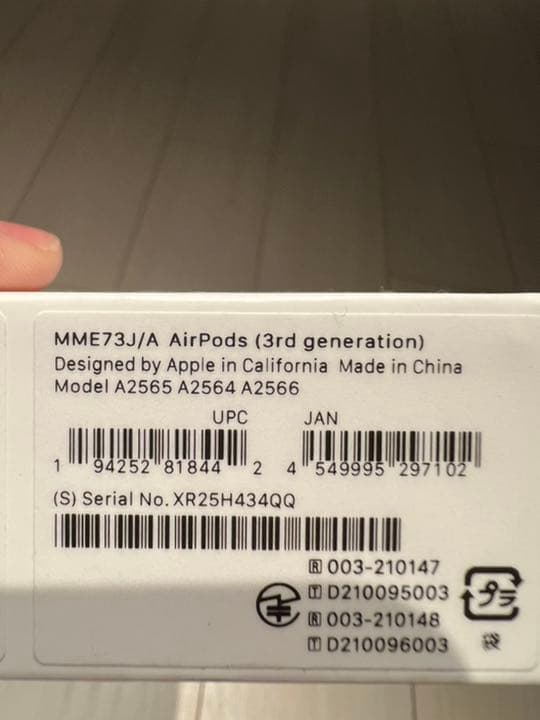 MME73J/A AirPods (3rd generation)
Designed by Apple in California Made in China
Model A2565 A2564 A2566
UPC JAN
1 94252 81844 2 4 549995 297102
(S) Serial No. XR25H434QQ
R 003-210147
T D210095003
R 003-210148
T D210096003
プラ
袋